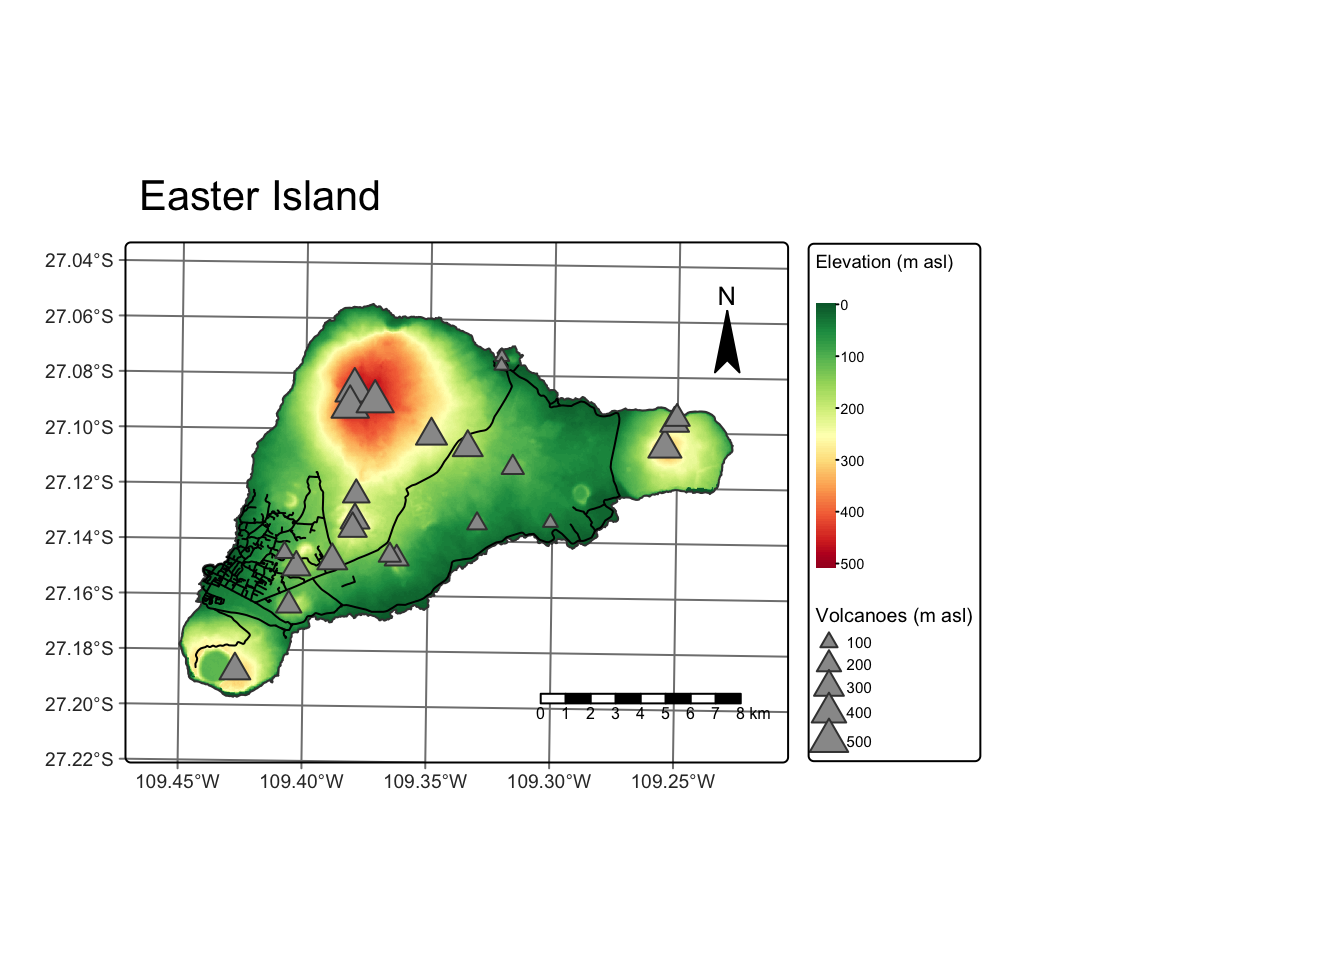 Easter Island
27.04°S
27.06°S
27.08°S
27.10°S
27.12°S
27.14°S
27.16°S
27.18°S
27.20°S
27.22°S
109.45°W 109.40°W 109.35°W 109.30°W 109.25°W
N
0 1 2 3 4 5 6 7 8 km
Elevation (m asl)
0
100
200
300
400
500
Volcanoes (m asl)
100
200
300
400
500